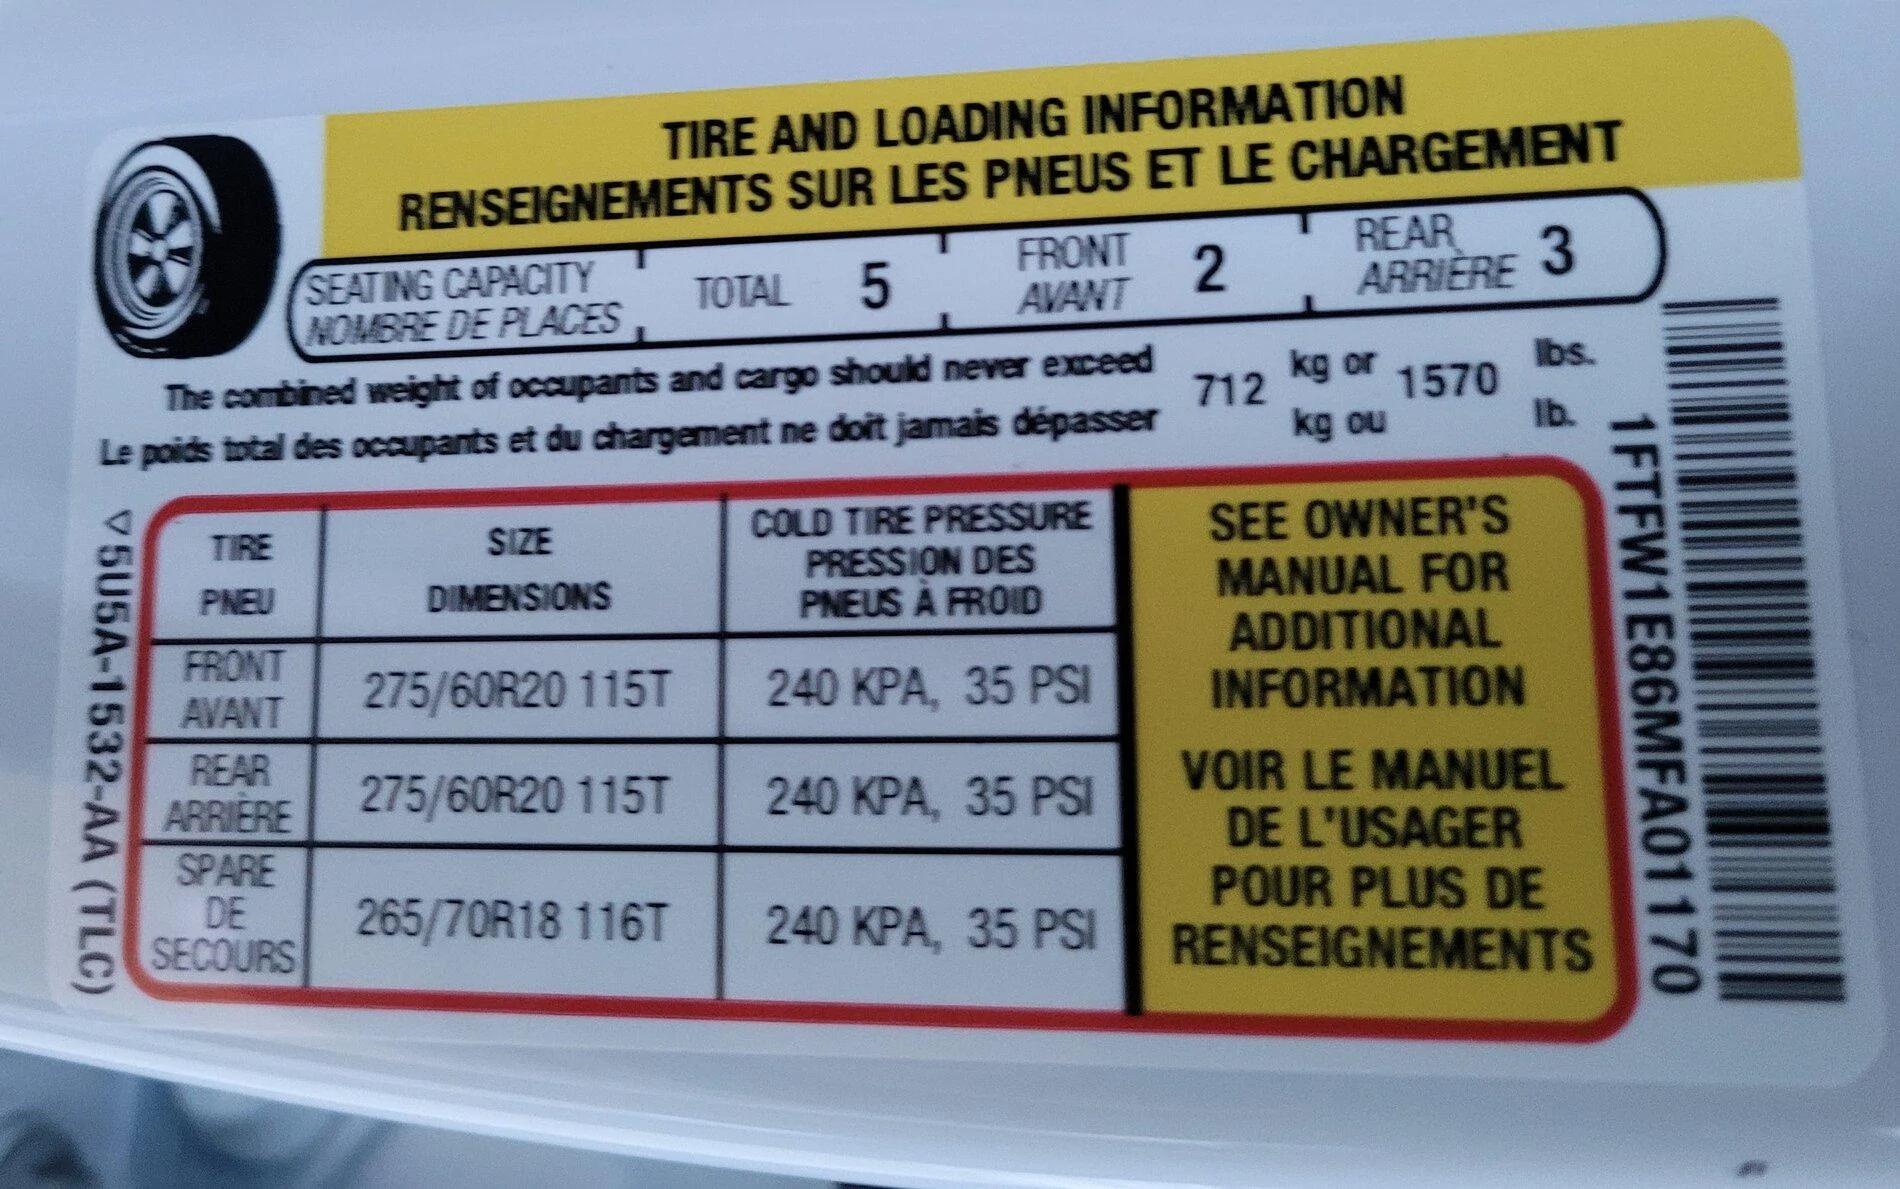 TIRE AND LOADING INFORMATION
RENSEIGNEMENTS SUR LES PNEUS ET LE CHARGEMENT
SEATING CAPACITY
NOMBRE DE PLACES
TOTAL 5
FRONT
AVANT
2
REAR
ARRIÈRE
3
The combined weight of occupants and cargo should never exceed
Le poids total des occupants et du chargement ne doit jamais dépasser
712
kg or
kg ou
1570
lbs.
lb.
TIRE
PNEU
SIZE
DIMENSIONS
COLD TIRE PRESSURE
PRESSION DES
PNEUS À FROID
FRONT
AVANT
275/60R20 115T
240 KPA, 35 PSI
REAR
ARRIÈRE
275/60R20 115T
240 KPA, 35 PSI
SPARE
DE
SECOURS
265/70R18 116T
240 KPA, 35 PSI
SEE OWNER'S
MANUAL FOR
ADDITIONAL
INFORMATION
VOIR LE MANUEL
DE L'USAGER
POUR PLUS DE
RENSEIGNEMENTS
▽5U5A-1532-AA (TLC)
1FTFW1E86MFA01170